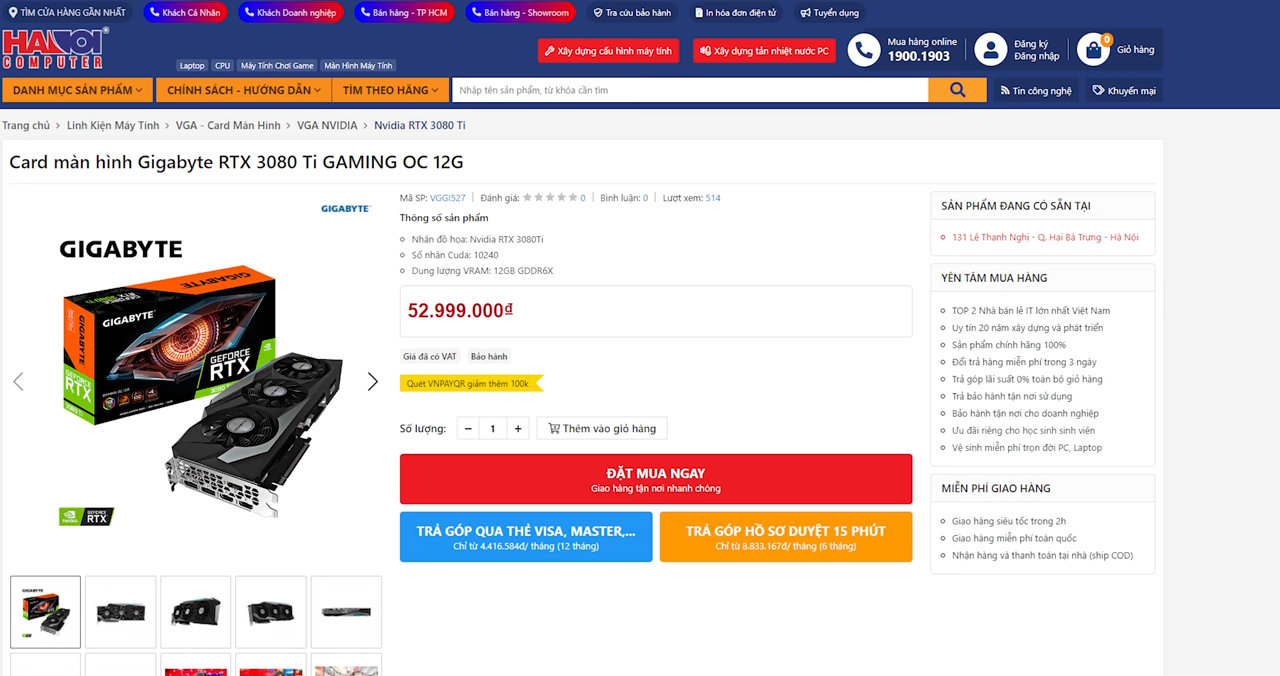 TÌM CỬA HÀNG GẦN NHẤT
Khách Cá Nhân
Khách Doanh nghiệp
Bán hàng - TP HCM
Bán hàng - Showroom
Tra cứu bảo hành
In hóa đơn điện tử
Tuyển dụng
HANOI
COMPUTER
Laptop
CPU
Máy Tính Chơi Game
Màn Hình Máy Tính
Xây dựng cấu hình máy tính
Xây dựng tản nhiệt nước PC
Mua hàng online
1900.1903
Đăng ký
Đăng nhập
0
Giỏ hàng
DANH MỤC SẢN PHẨM
CHÍNH SÁCH - HƯỚNG DẪN
TÌM THEO HÃNG
Nhập tên sản phẩm, từ khóa cần tìm
Tin công nghệ
Khuyến mại
Trang chủ > Linh Kiện Máy Tính > VGA - Card Màn Hình > VGA NVIDIA > Nvidia RTX 3080 Ti
Card màn hình Gigabyte RTX 3080 Ti GAMING OC 12G
GIGABYTE
GIGABYTE
GIGABYTE
GEFORCE
RTX
GEFORCE
RTX
Mã SP: VGGI527
Đánh giá: 0
Bình luận: 0
Lượt xem: 514
Thông số sản phẩm
Nhân đồ họa: Nvidia RTX 3080Ti
Số nhân Cuda: 10240
Dung lượng VRAM: 12GB GDDR6X
52.999.000đ
Giá đã có VAT
Bảo hành
Quét VNPAYQR giảm thêm 100k
Số lượng: − 1 +
Thêm vào giỏ hàng
ĐẶT MUA NGAY
Giao hàng tận nơi nhanh chóng
TRẢ GÓP QUA THẺ VISA, MASTER,...
Chỉ từ 4.416.584đ/ tháng (12 tháng)
TRẢ GÓP HỒ SƠ DUYỆT 15 PHÚT
Chỉ từ 8.833.167đ/ tháng (6 tháng)
SẢN PHẨM ĐANG CÓ SẴN TẠI
131 Lê Thanh Nghị - Q. Hai Bà Trưng - Hà Nội
YÊN TÂM MUA HÀNG
TOP 2 Nhà bán lẻ IT lớn nhất Việt Nam
Uy tín 20 năm xây dựng và phát triển
Sản phẩm chính hãng 100%
Đổi trả hàng miễn phí trong 3 ngày
Trả góp lãi suất 0% toàn bộ giỏ hàng
Trả bảo hành tận nơi sử dụng
Bảo hành tận nơi cho doanh nghiệp
Ưu đãi riêng cho học sinh sinh viên
Vệ sinh miễn phí trọn đời PC, Laptop
MIỄN PHÍ GIAO HÀNG
Giao hàng siêu tốc trong 2h
Giao hàng miễn phí toàn quốc
Nhận hàng và thanh toán tại nhà (ship COD)